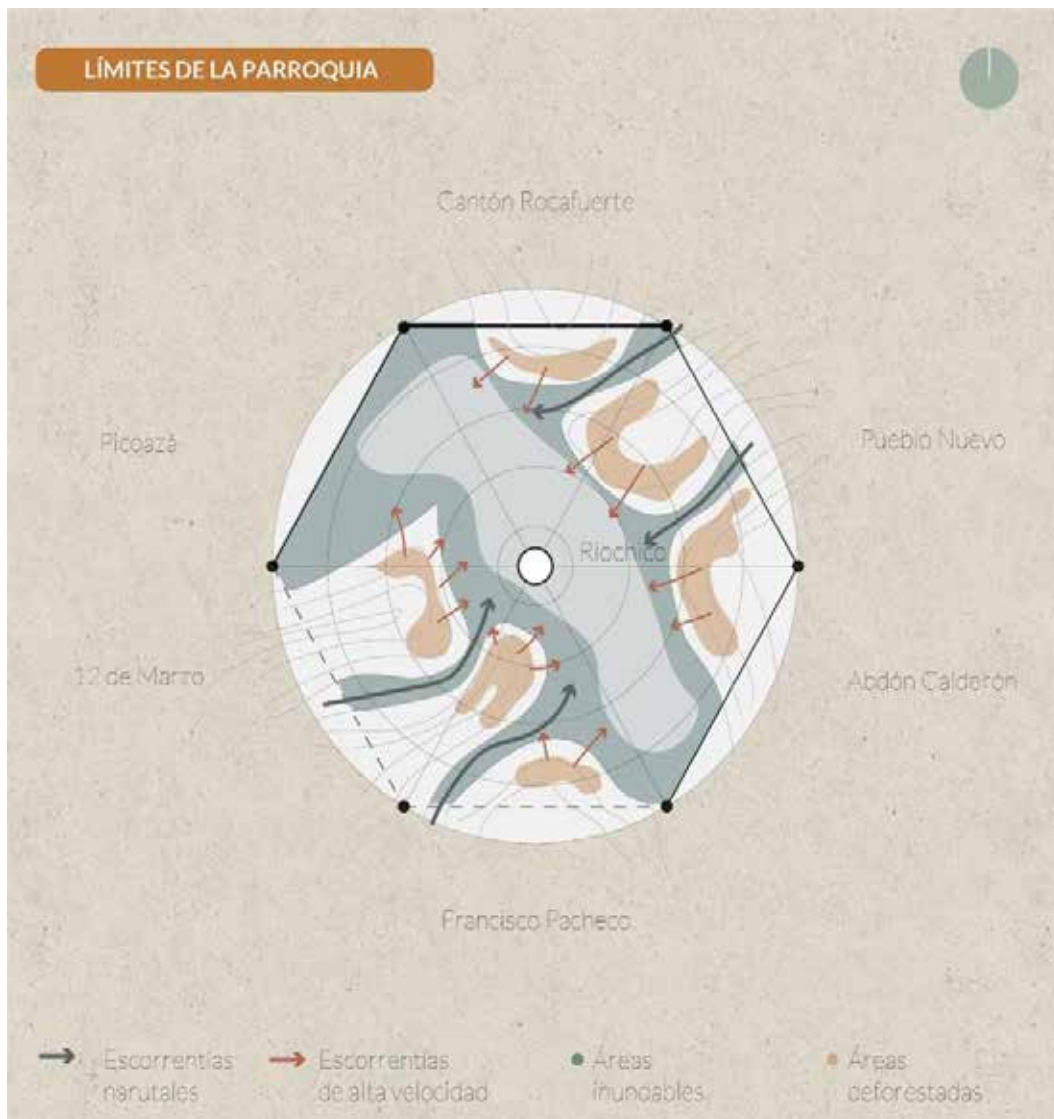 LÍMITES DE LA PARROQUIA
Cantón Rocafuerte
Picoazá
Pueblo Nuevo
Riochico
12 de Marzo
Abdón Calderón
Francisco Pacheco
Escorrentías
narutales
Escorrentías
de alta velocidad
Áreas
inundables
Áreas
deforestadas